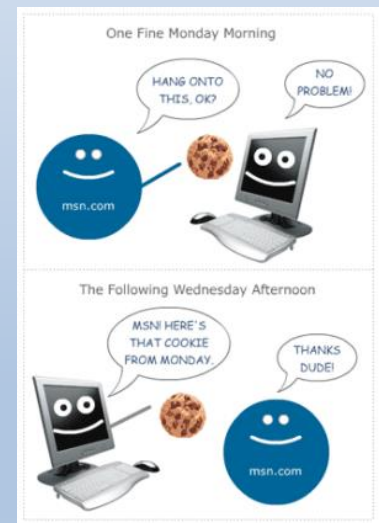 One Fine Monday Morning
HANG ONTO
THIS, OK?
NO
PROBLEM!
msn.com
The Following Wednesday Afternoon
MSN! HERE'S
THAT COOKIE
FROM MONDAY.
THANKS
DUDE!
msn.com